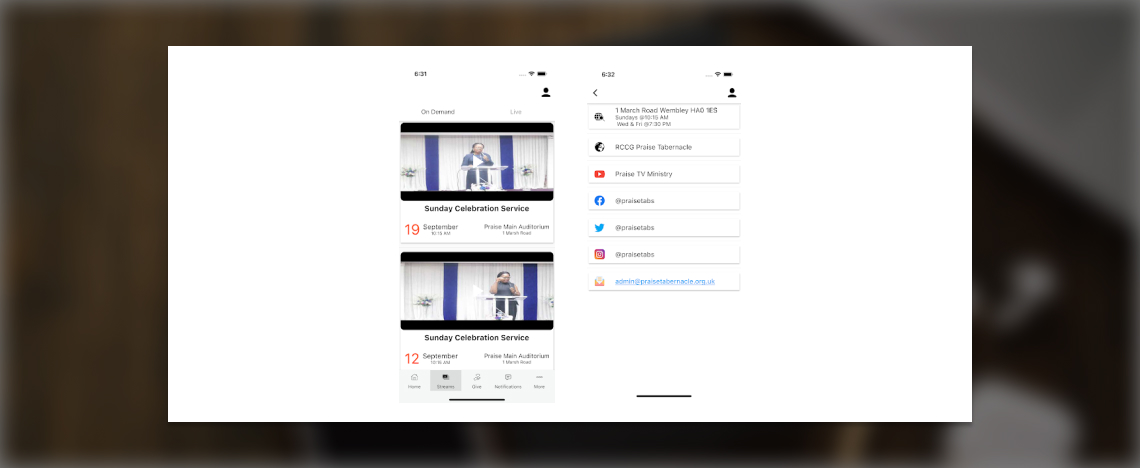 6:31
On Demand
Live
Sunday Celebration Service
19 September
10:15 AM
Praise Main Auditorium
1 March Road
Sunday Celebration Service
12 September
10:15 AM
Praise Main Auditorium
1 March Road
Home
Streams
Give
Notifications
More
6:32
1 March Road Wembley HA0 1ES
Sundays @10:15 AM
Wed & Fri @7:30 PM
RCCG Praise Tabernacle
Praise TV Ministry
@praisetabs
@praisetabs
@praisetabs
admin@praisetabernacle.org.uk